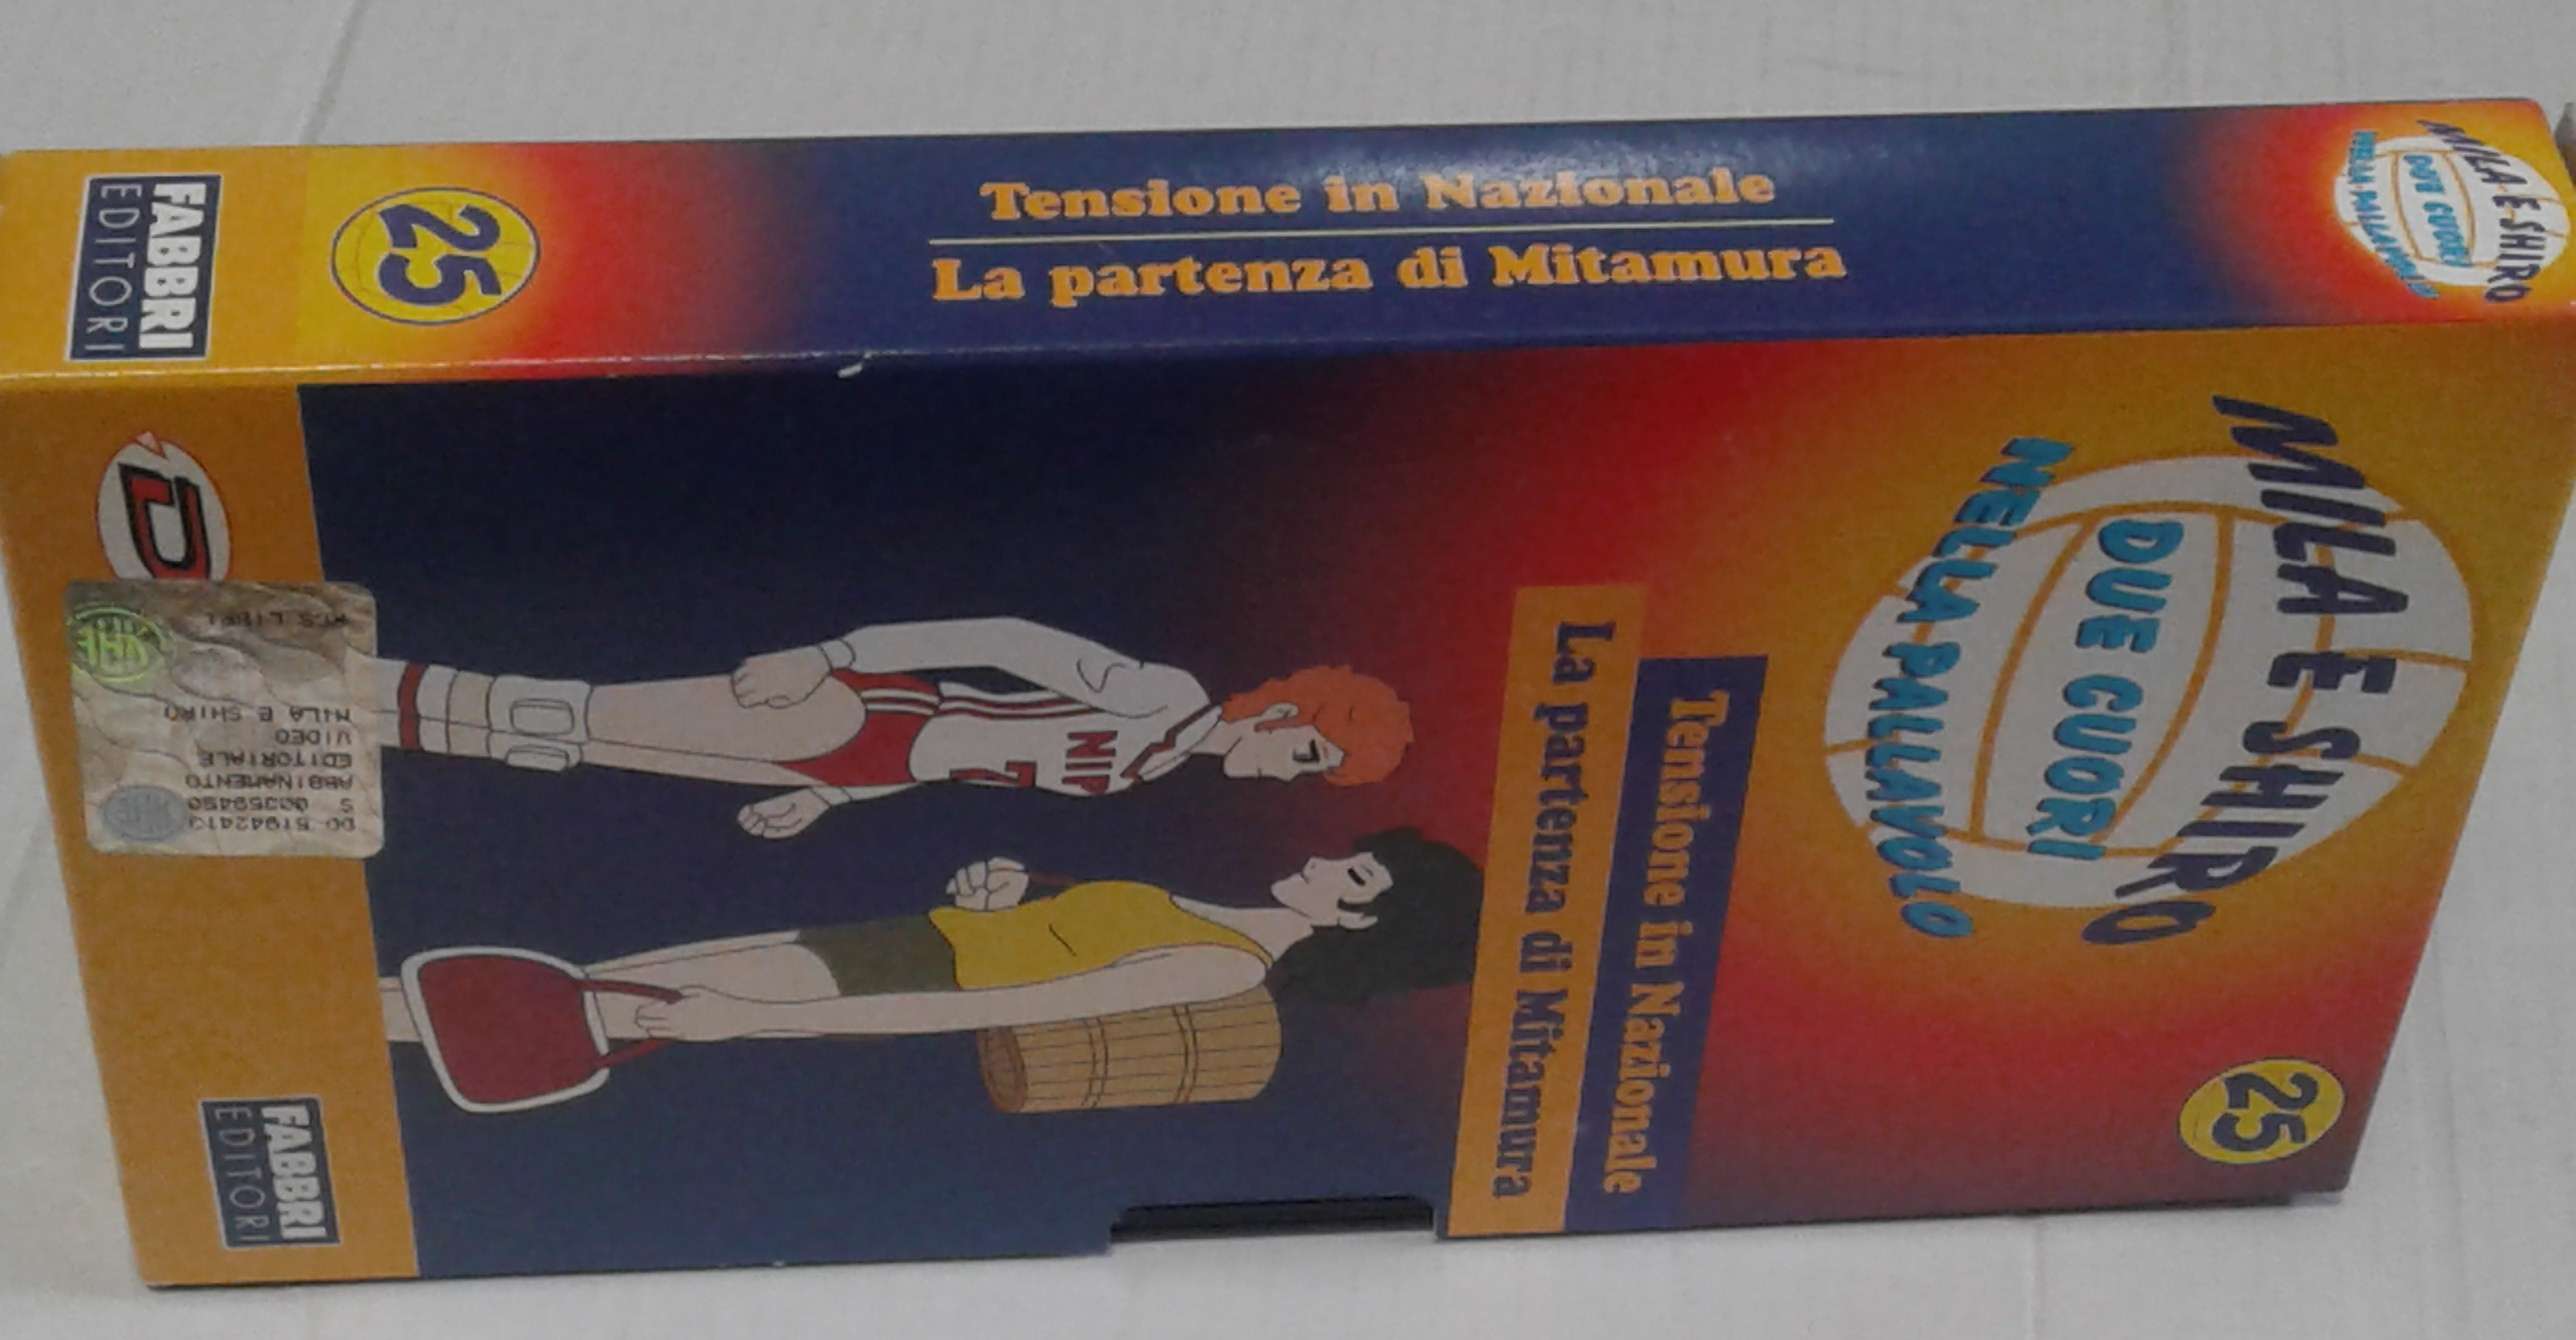 Tensione in Nazionale
La partenza di Mitamura
25
FABBRI
EDITORI
MILA E SHIRO
DUE CUORI
NELLA PALLAVOLO
MILA E SHIRO
DUE CUORI
NELLA PALLAVOLO
25
Tensione in Nazionale
La partenza di Mitamura
NIP
7
D
RCS LIBRI
MILA E SHIRO
VIDEO
EDITORIALE
ABBINAMENTO
S
DO
FABBRI
EDITORI